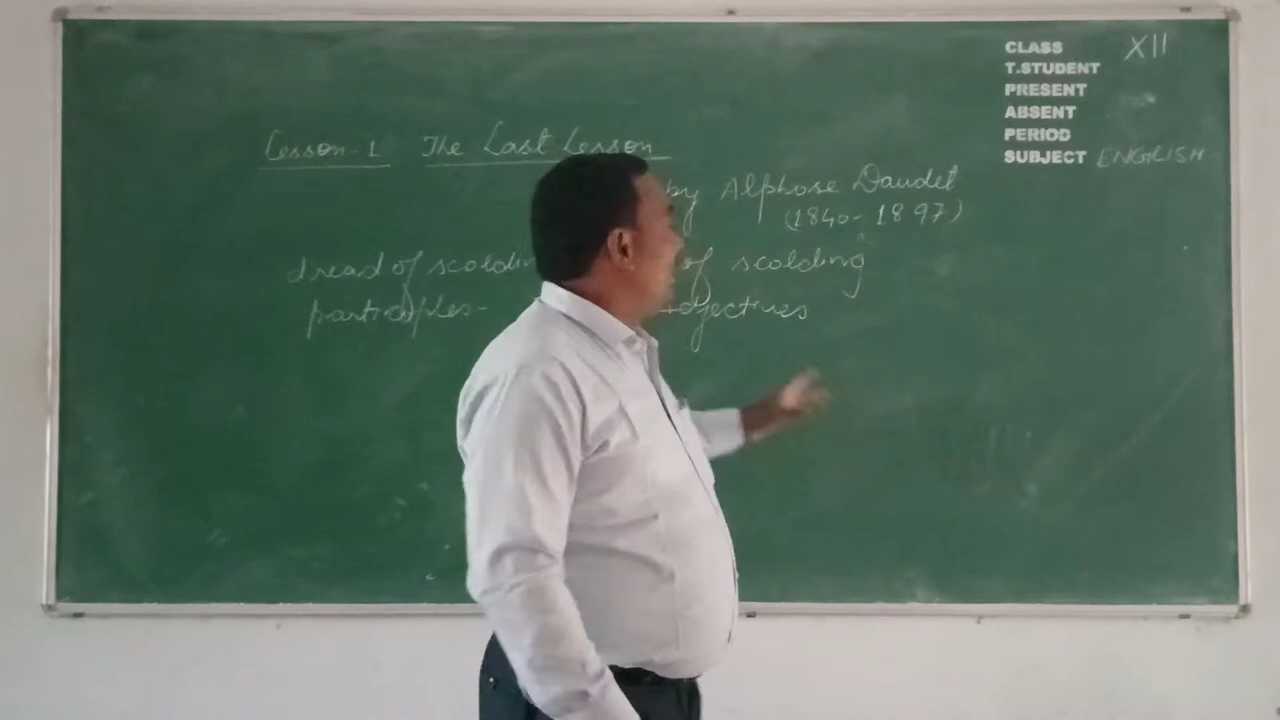 CLASS XII
T.STUDENT
PRESENT
ABSENT
PERIOD
SUBJECT ENGLISH
Lesson-1 The Last Lesson
by Alphose Daudet
(1840-1897)
dread of scoldin of scolding
participles- adjectives